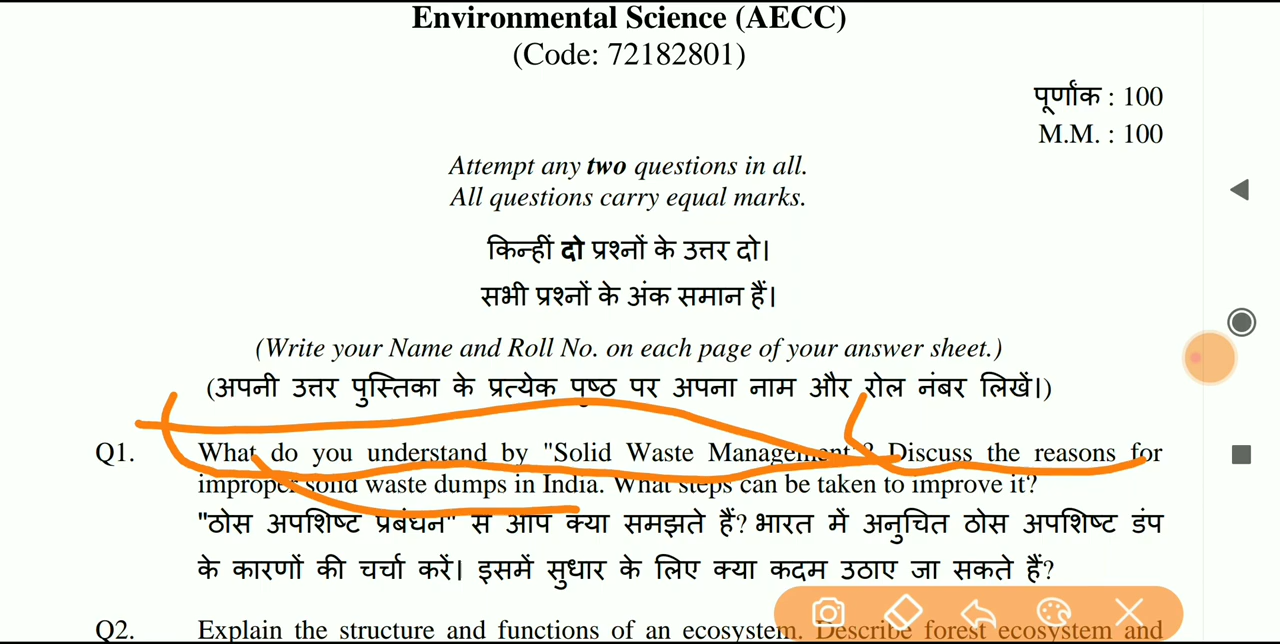 Environmental Science (AECC)
(Code: 72182801)
पूर्णांक : 100
M.M. : 100
Attempt any two questions in all.
All questions carry equal marks.
किन्हीं दो प्रश्नों के उत्तर दो।
सभी प्रश्नों के अंक समान हैं।
(Write your Name and Roll No. on each page of your answer sheet.)
(अपनी उत्तर पुस्तिका के प्रत्येक पृष्ठ पर अपना नाम और रोल नंबर लिखें।)
Q1. What do you understand by "Solid Waste Management"? Discuss the reasons for
improper solid waste dumps in India. What steps can be taken to improve it?
"ठोस अपशिष्ट प्रबंधन" से आप क्या समझते हैं? भारत में अनुचित ठोस अपशिष्ट डंप
के कारणों की चर्चा करें। इसमें सुधार के लिए क्या कदम उठाए जा सकते हैं?
Q2. Explain the structure and functions of an ecosystem. Describe forest ecosystem and